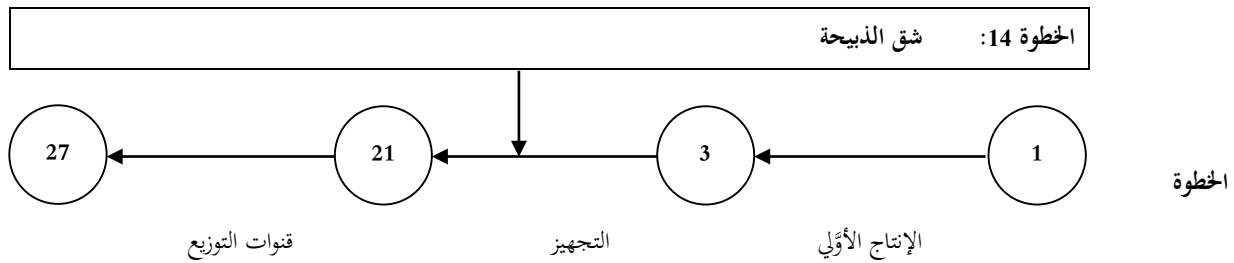 الخطوة 14: شق الذبيحة
1 3 21 27
الخطوة
الإنتاج الأوَّلي التجهيز قنوات التوزيع